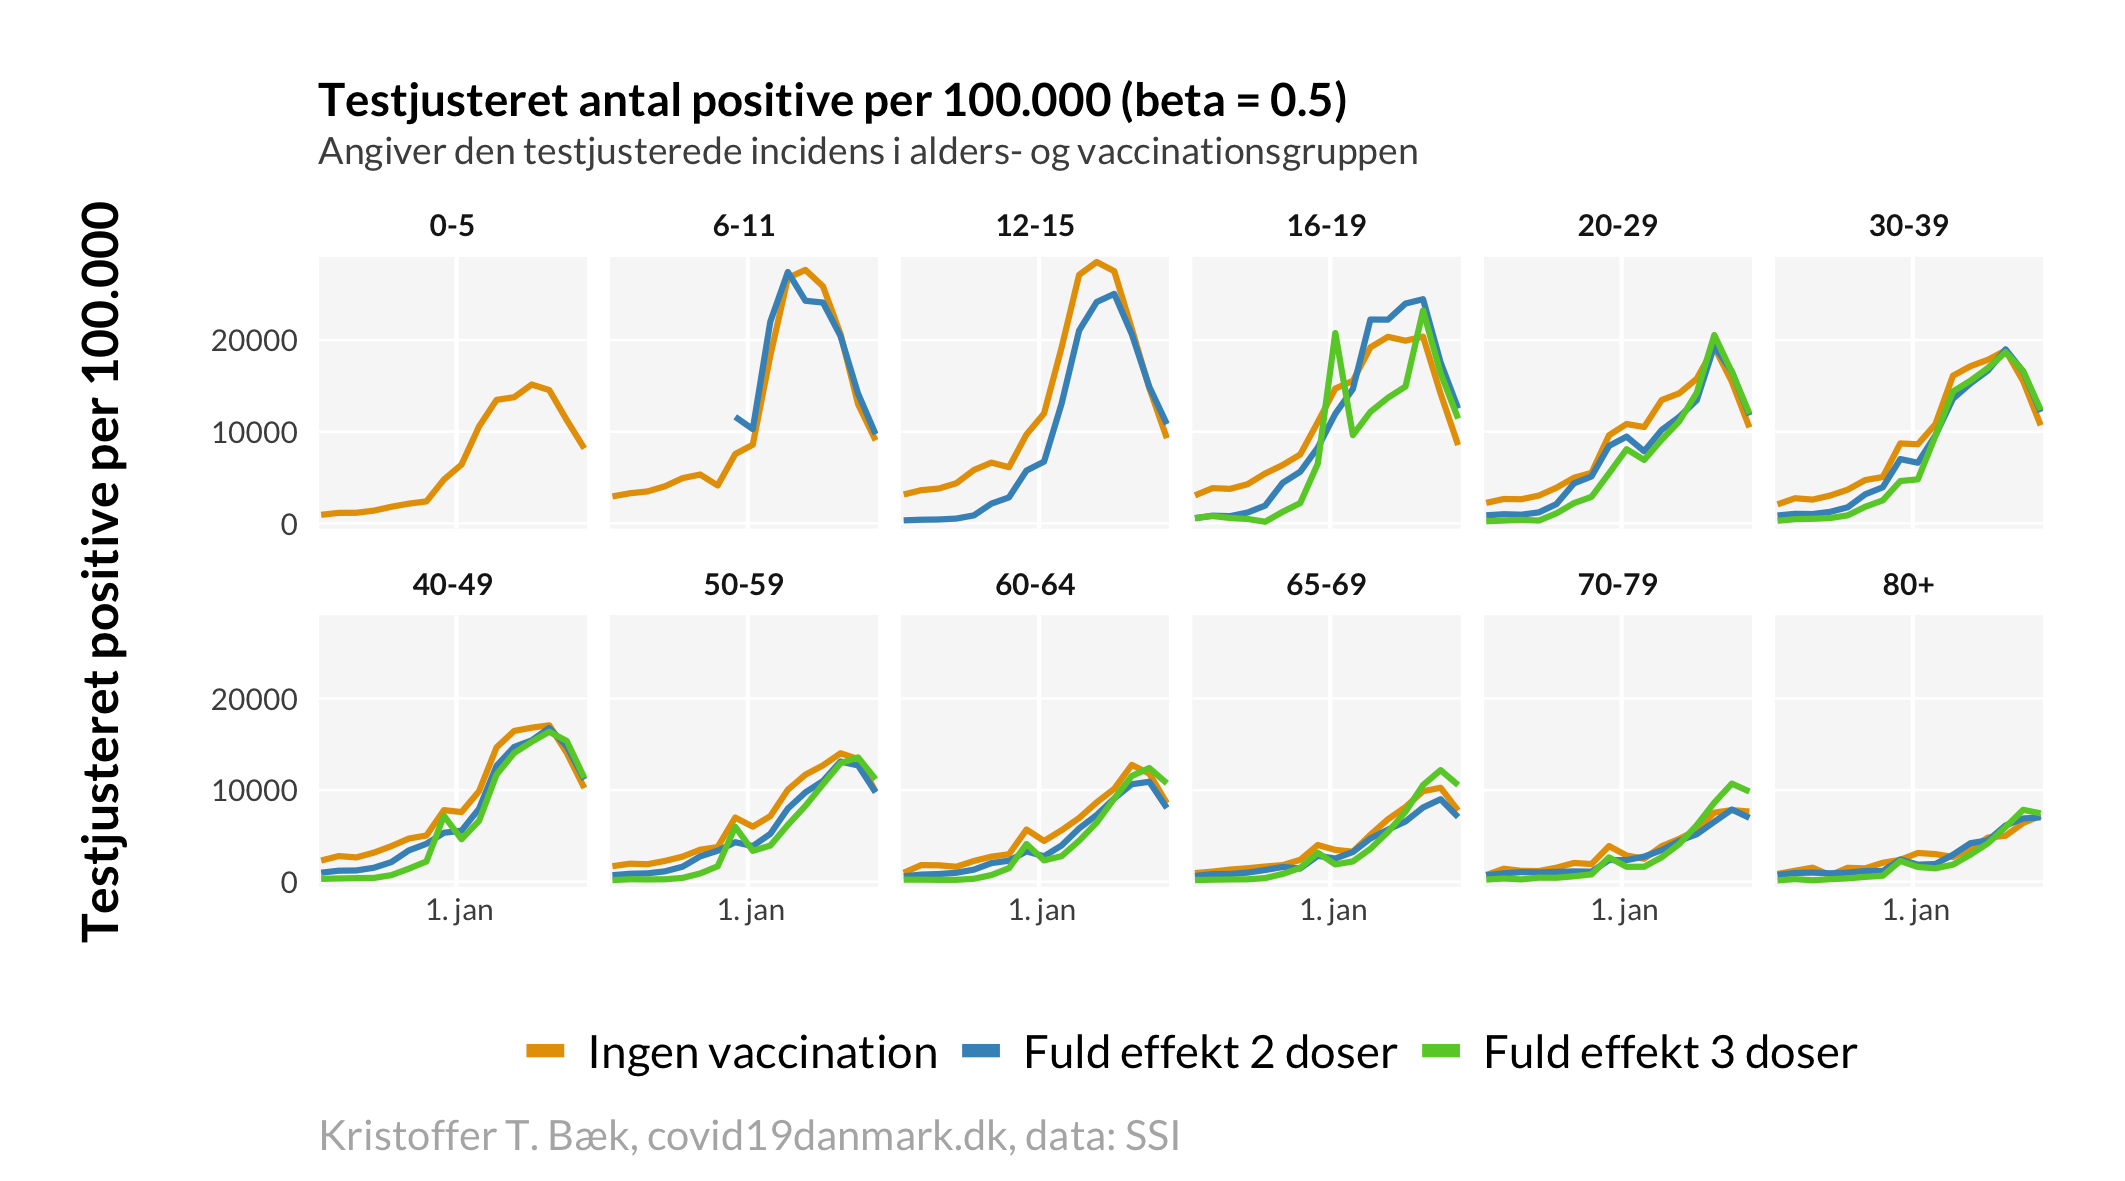 Testjusteret antal positive per 100.000 (beta = 0.5)
Angiver den testjusterede incidens i alders- og vaccinationsgruppen
Testjusteret positive per 100.000
0-5 6-11 12-15 16-19 20-29 30-39
20000
10000
0
40-49 50-59 60-64 65-69 70-79 80+
20000
10000
0
1. jan 1. jan 1. jan 1. jan 1. jan 1. jan
Ingen vaccination Fuld effekt 2 doser Fuld effekt 3 doser
Kristoffer T. Bæk, covid19danmark.dk, data: SSI